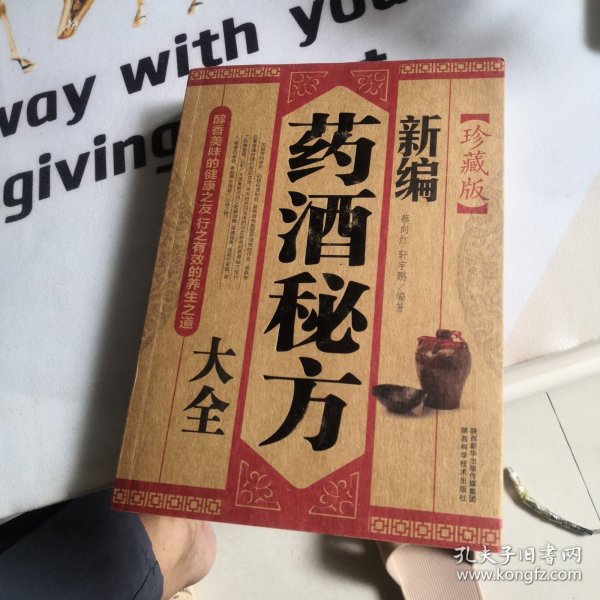 way with you
giving
【珍藏版】
新编
药酒秘方
大全
蔡向红 轩宇鹏/编著
醇香美味的健康之友 行之有效的养生之道
陕西新华出版传媒集团
陕西科学技术出版社
孔夫子旧书网
www.kongfz.com